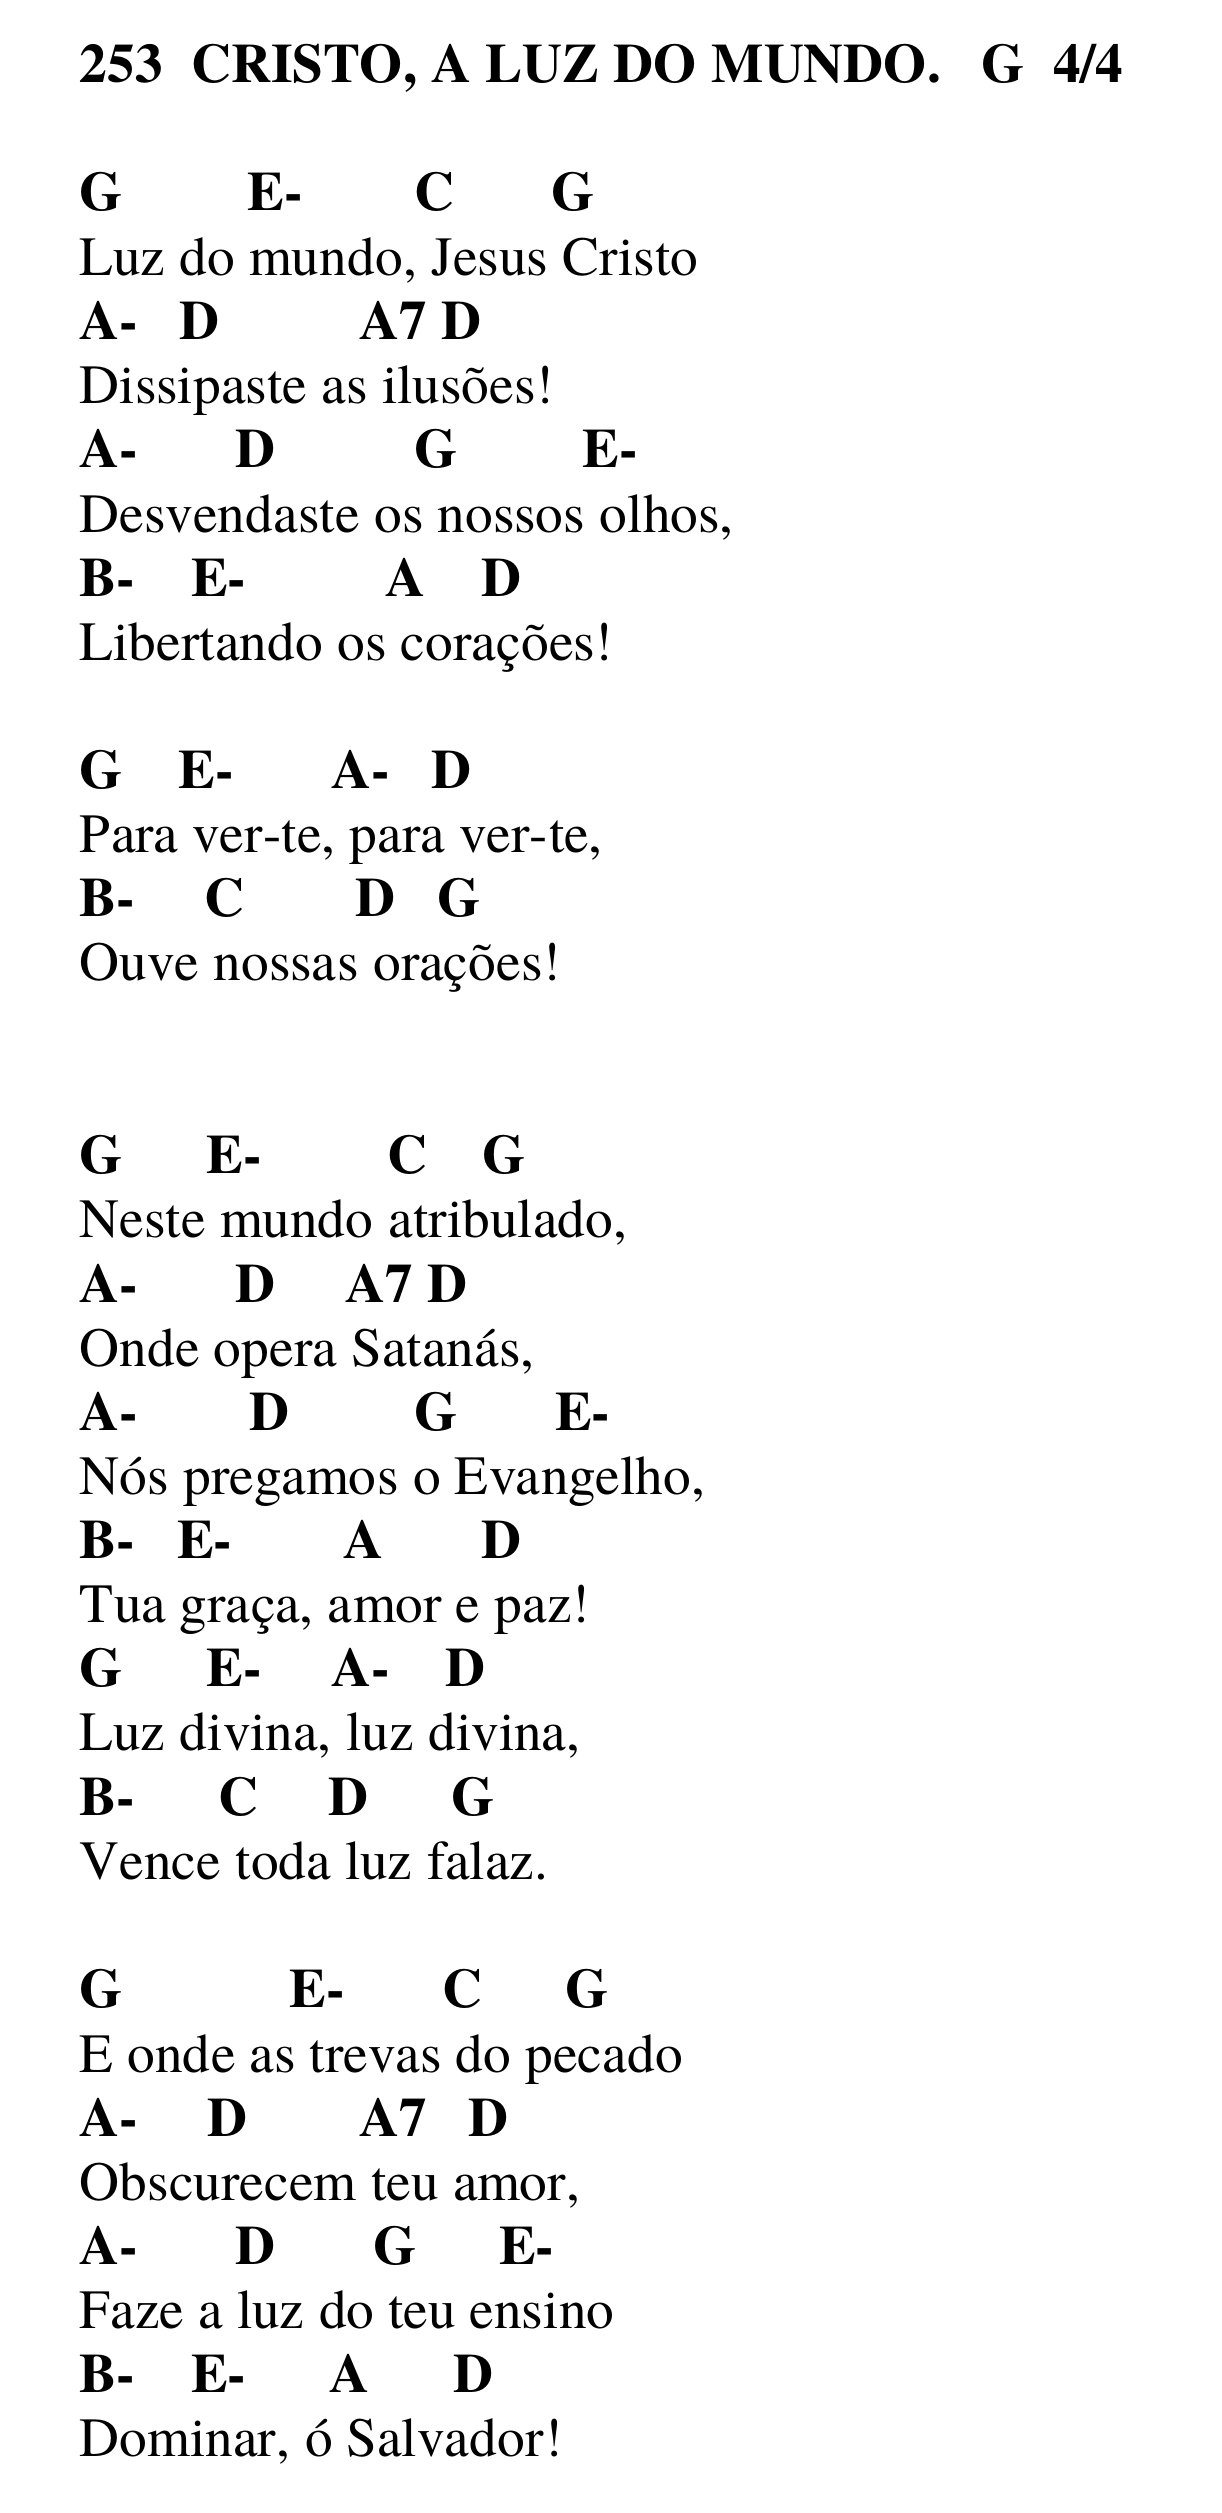 253  CRISTO, A LUZ DO MUNDO.   G  4/4
G         E-        C       G
Luz do mundo, Jesus Cristo
A-   D          A7 D
Dissipaste as ilusões!
A-       D          G         E-
Desvendaste os nossos olhos,
B-    E-          A    D
Libertando os corações!
G    E-       A-   D
Para ver-te, para ver-te,
B-     C        D   G
Ouve nossas orações!
G      E-         C    G
Neste mundo atribulado,
A-       D     A7 D
Onde opera Satanás,
A-        D         G       E-
Nós pregamos o Evangelho,
B-   E-        A       D
Tua graça, amor e paz!
G      E-     A-    D
Luz divina, luz divina,
B-      C     D      G
Vence toda luz falaz.
G            E-       C      G
E onde as trevas do pecado
A-     D        A7   D
Obscurecem teu amor,
A-       D       G      E-
Faze a luz do teu ensino
B-    E-      A      D
Dominar, ó Salvador!